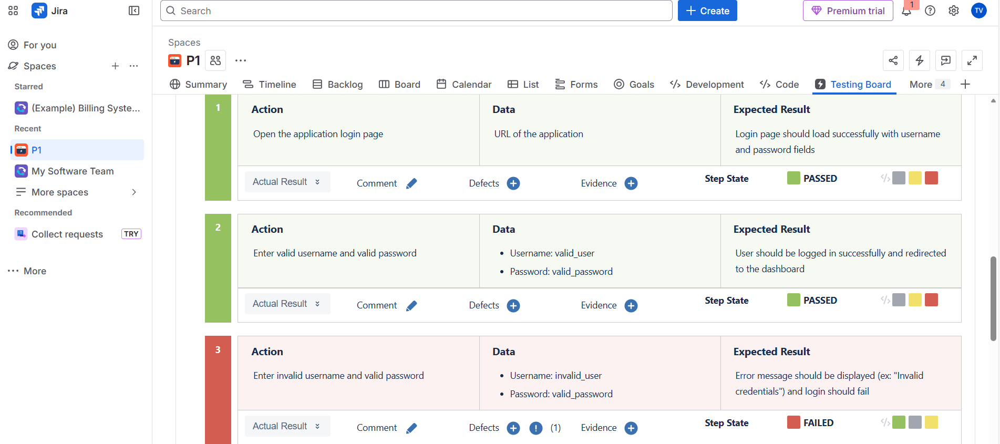 Jira
Search
Create
Premium trial
1
TV
For you
Spaces
Starred
(Example) Billing Syste...
Recent
P1
My Software Team
More spaces
Recommended
Collect requests TRY
More
Spaces
P1
Summary Timeline Backlog Board Calendar List Forms Goals Development Code Testing Board More 4
1
Action Data Expected Result
Open the application login page
URL of the application
Login page should load successfully with username
and password fields
Actual Result Comment Defects Evidence Step State PASSED
2
Action Data Expected Result
Enter valid username and valid password
• Username: valid_user
• Password: valid_password
User should be logged in successfully and redirected
to the dashboard
Actual Result Comment Defects Evidence Step State PASSED
3
Action Data Expected Result
Enter invalid username and valid password
• Username: invalid_user
• Password: valid_password
Error message should be displayed (ex: "Invalid
credentials") and login should fail
Actual Result Comment Defects (1) Evidence Step State FAILED